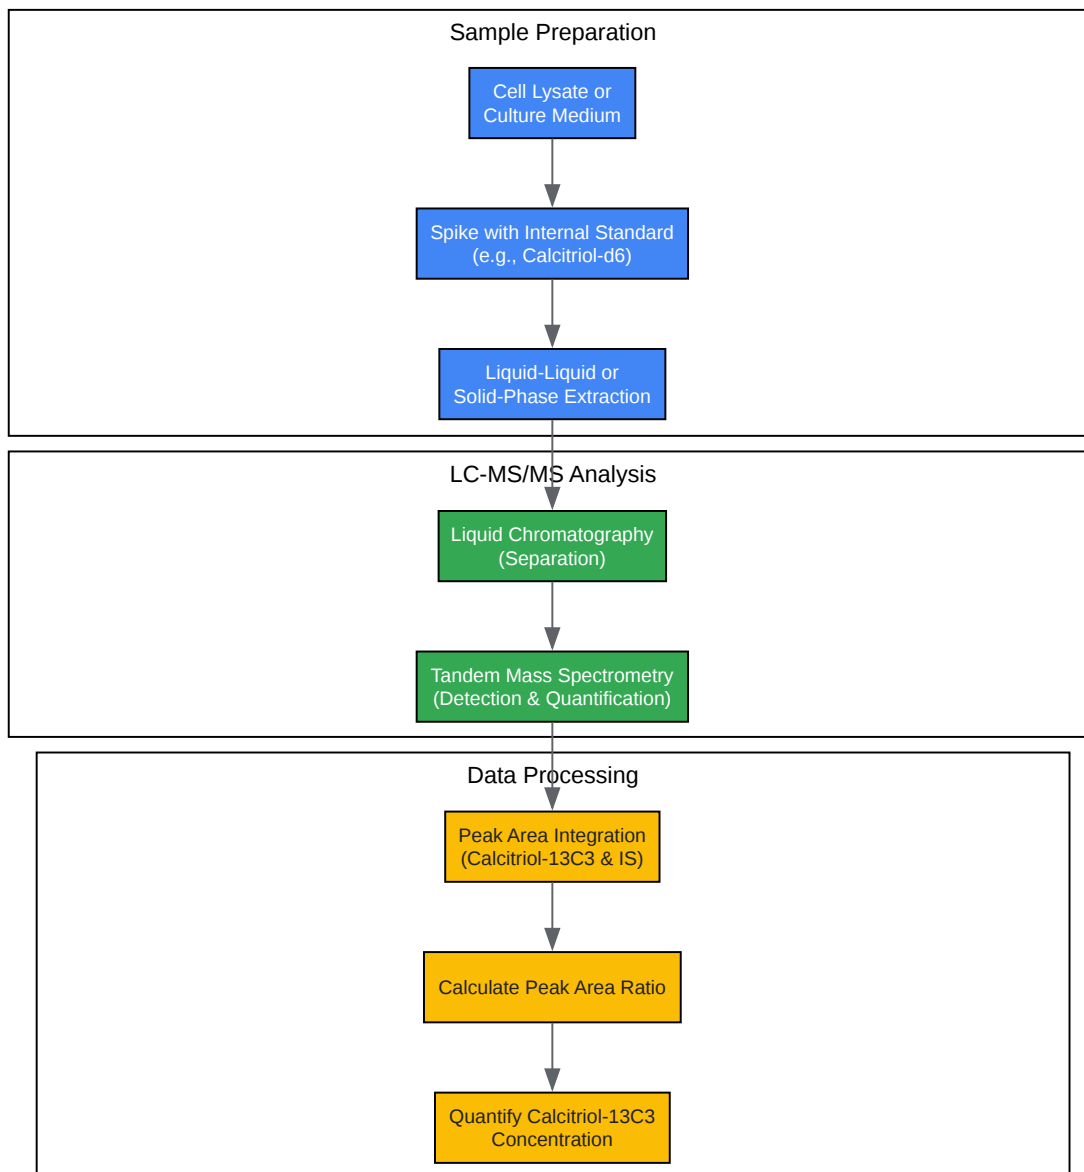 Sample Preparation
Cell Lysate or
Culture Medium
Spike with Internal Standard
(e.g., Calcitriol-d6)
Liquid-Liquid or
Solid-Phase Extraction
LC-MS/MS Analysis
Liquid Chromatography
(Separation)
Tandem Mass Spectrometry
(Detection & Quantification)
Data Processing
Peak Area Integration
(Calcitriol-13C3 & IS)
Calculate Peak Area Ratio
Quantify Calcitriol-13C3
Concentration